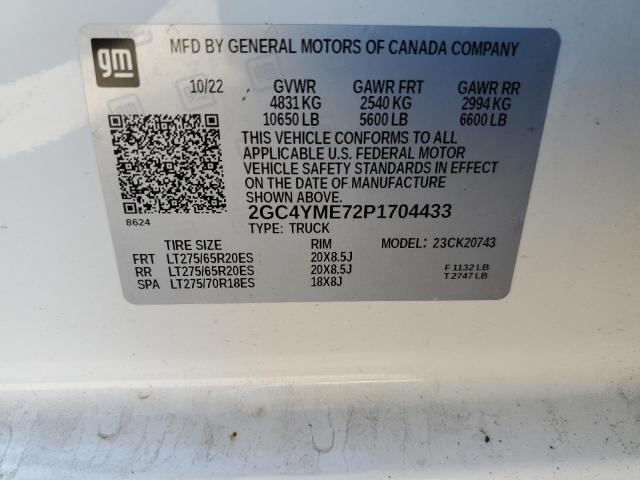 gm
MFD BY GENERAL MOTORS OF CANADA COMPANY
10/22 GVWR GAWR FRT GAWR RR
4831 KG 2540 KG 2994 KG
10650 LB 5600 LB 6600 LB
THIS VEHICLE CONFORMS TO ALL
APPLICABLE U.S. FEDERAL MOTOR
VEHICLE SAFETY STANDARDS IN EFFECT
ON THE DATE OF MANUFACTURE
SHOWN ABOVE.
8624 2GC4YME72P1704433
TYPE: TRUCK
TIRE SIZE RIM MODEL: 23CK20743
FRT LT275/65R20ES 20X8.5J
RR LT275/65R20ES 20X8.5J F 1132 LB
SPA LT275/70R18ES 18X8J T 2747 LB